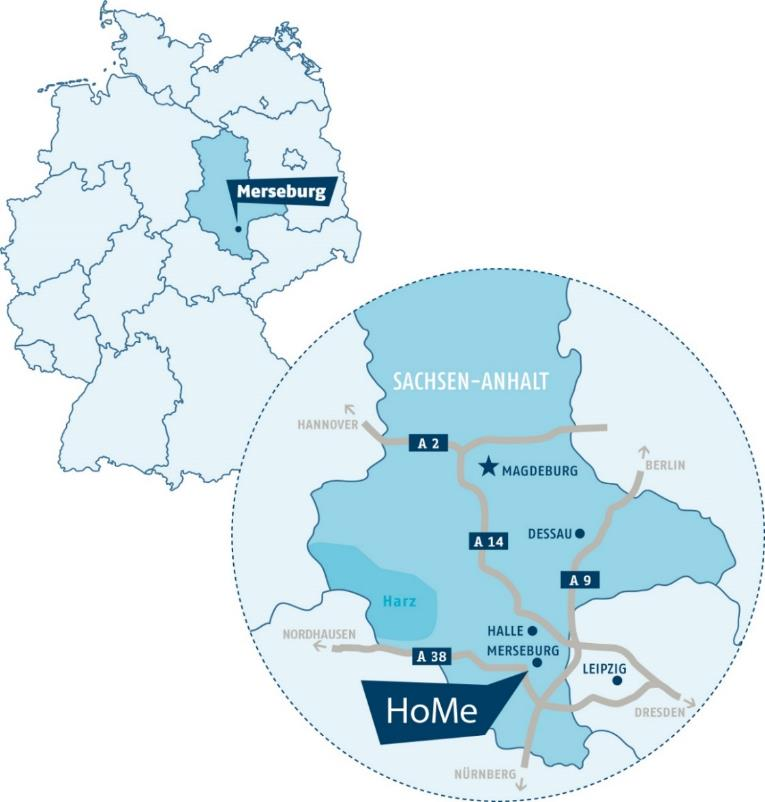 Merseburg
SACHSEN-ANHALT
HANNOVER
A 2
BERLIN
MAGDEBURG
A 14
DESSAU
A 9
Harz
NORDHAUSEN
HALLE
MERSEBURG
A 38
LEIPZIG
HoMe
DRESDEN
NÜRNBERG